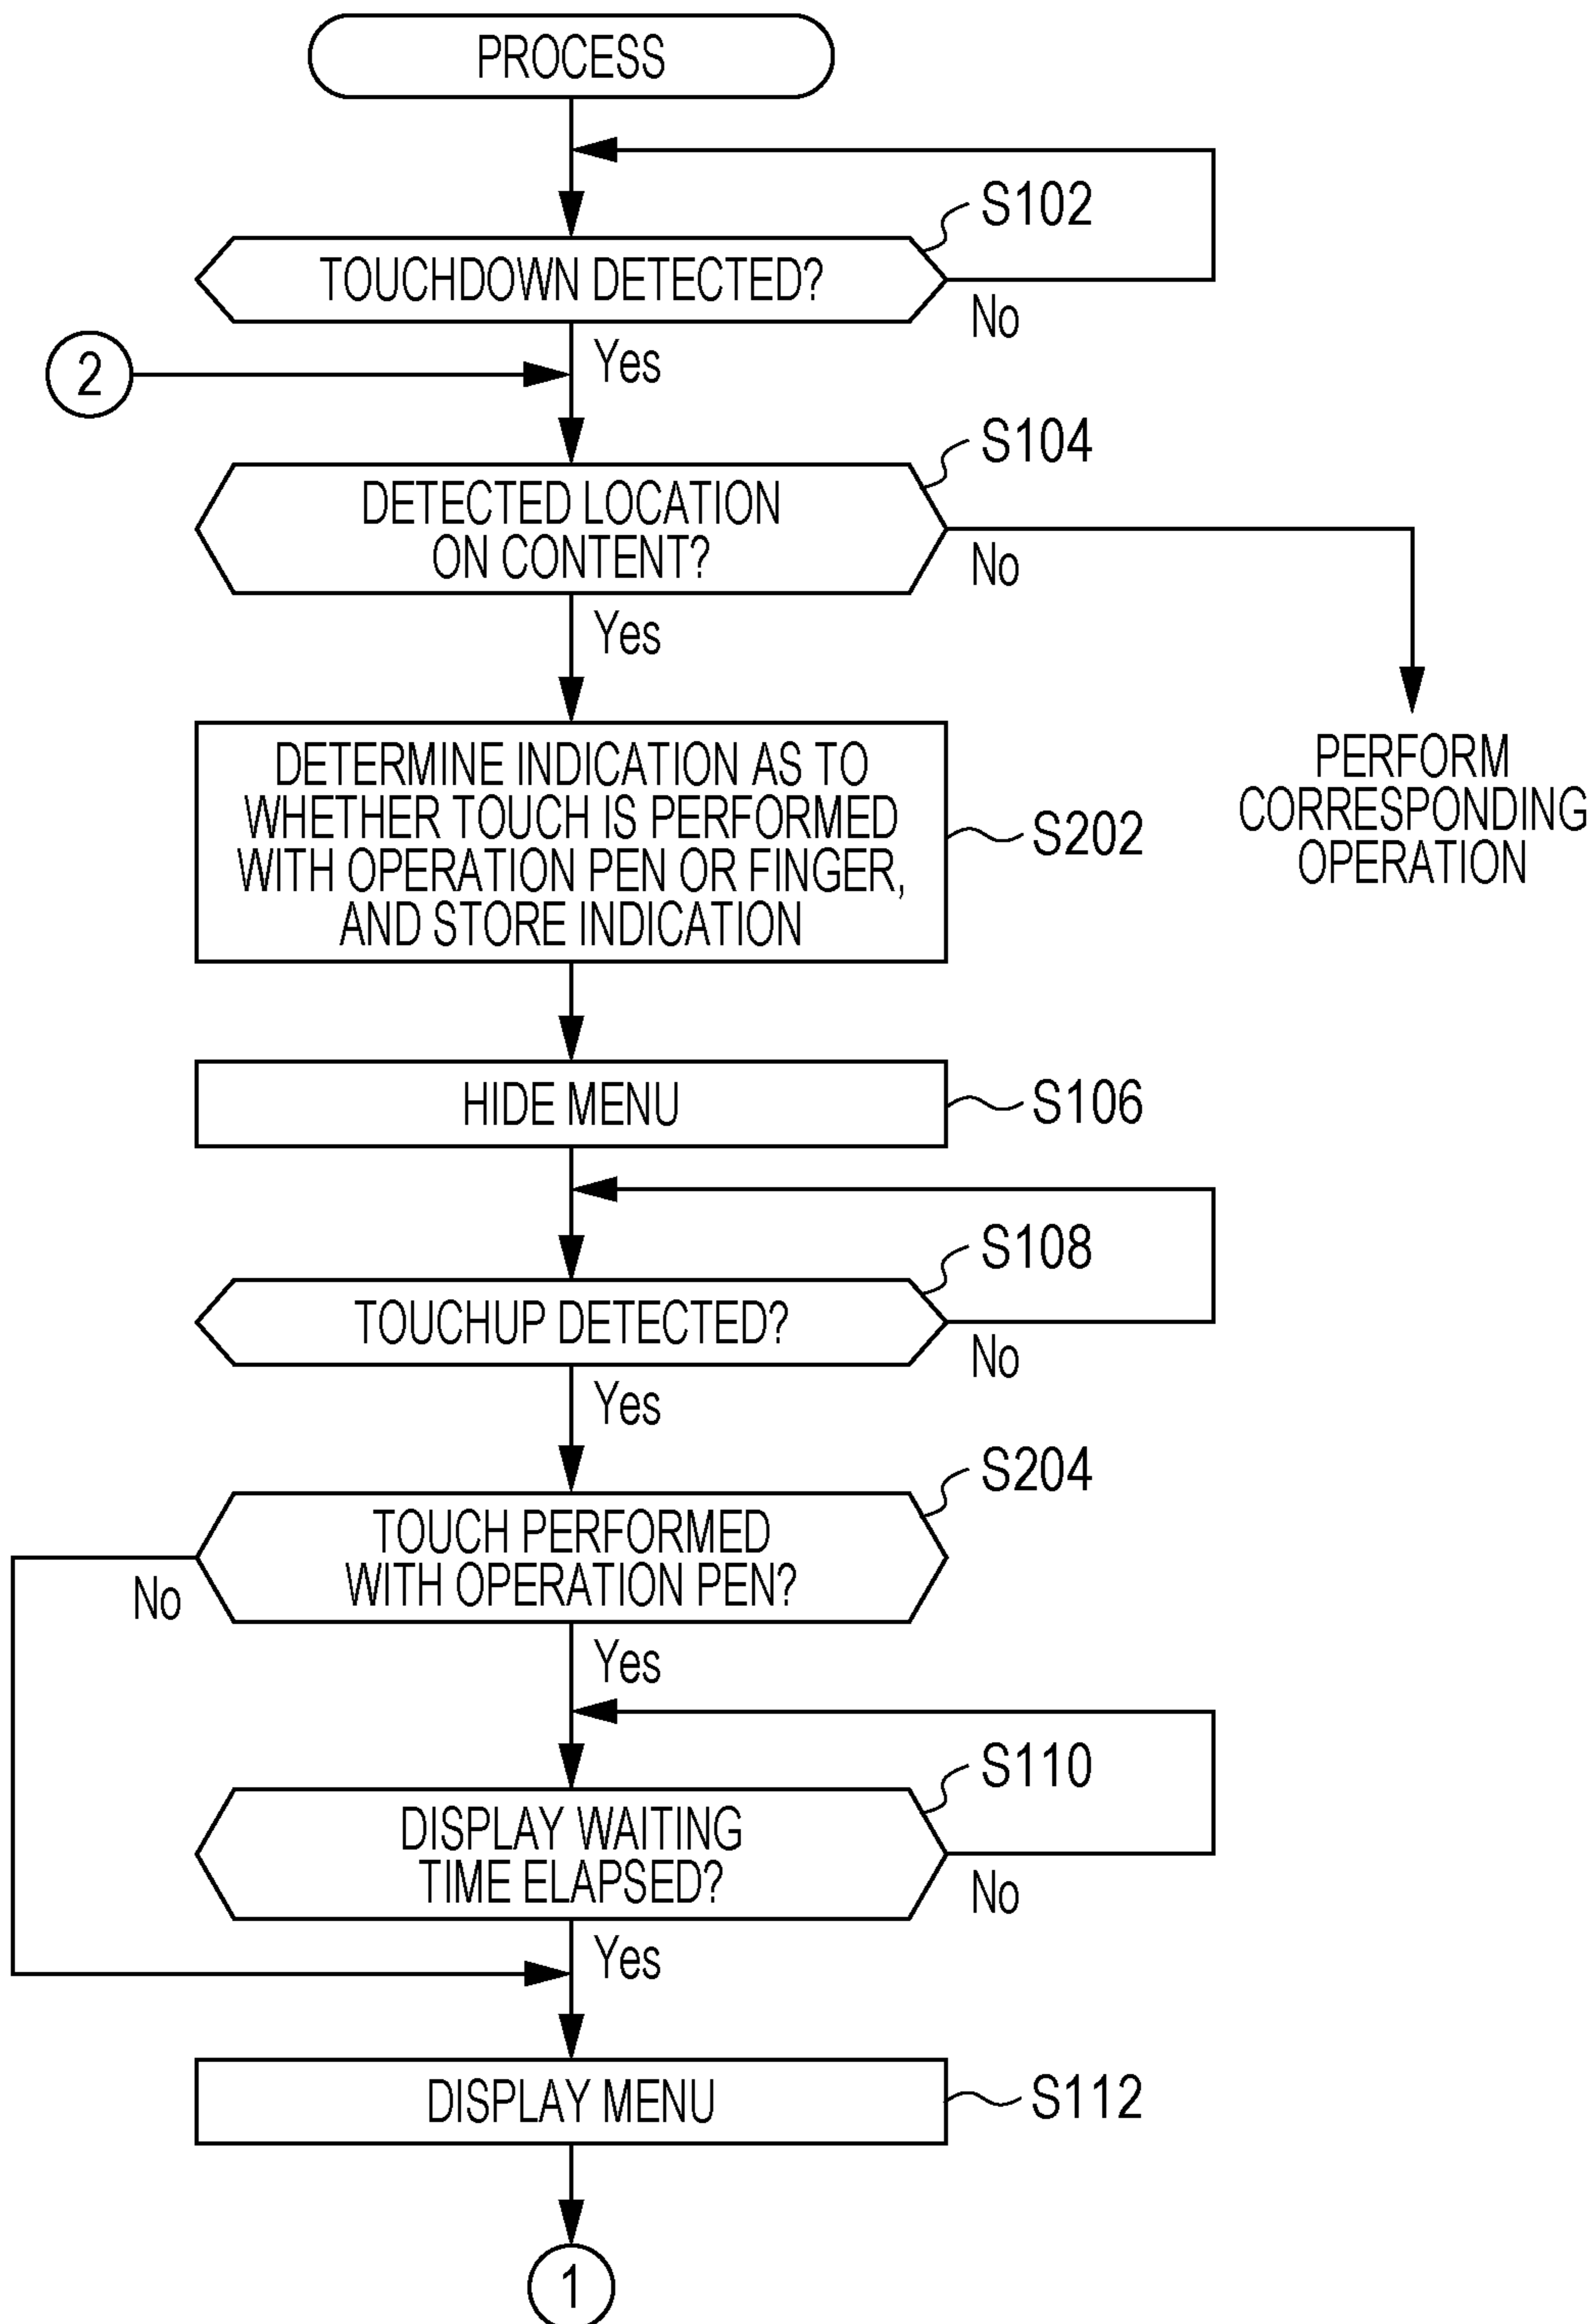 PROCESS
S102
TOUCHDOWN DETECTED?
No
Yes
2
S104
DETECTED LOCATION
ON CONTENT?
No
Yes
DETERMINE INDICATION AS TO
WHETHER TOUCH IS PERFORMED
WITH OPERATION PEN OR FINGER,
AND STORE INDICATION
S202
PERFORM
CORRESPONDING
OPERATION
HIDE MENU
S106
S108
TOUCHUP DETECTED?
No
Yes
S204
TOUCH PERFORMED
WITH OPERATION PEN?
No
Yes
S110
DISPLAY WAITING
TIME ELAPSED?
No
Yes
DISPLAY MENU
S112
1